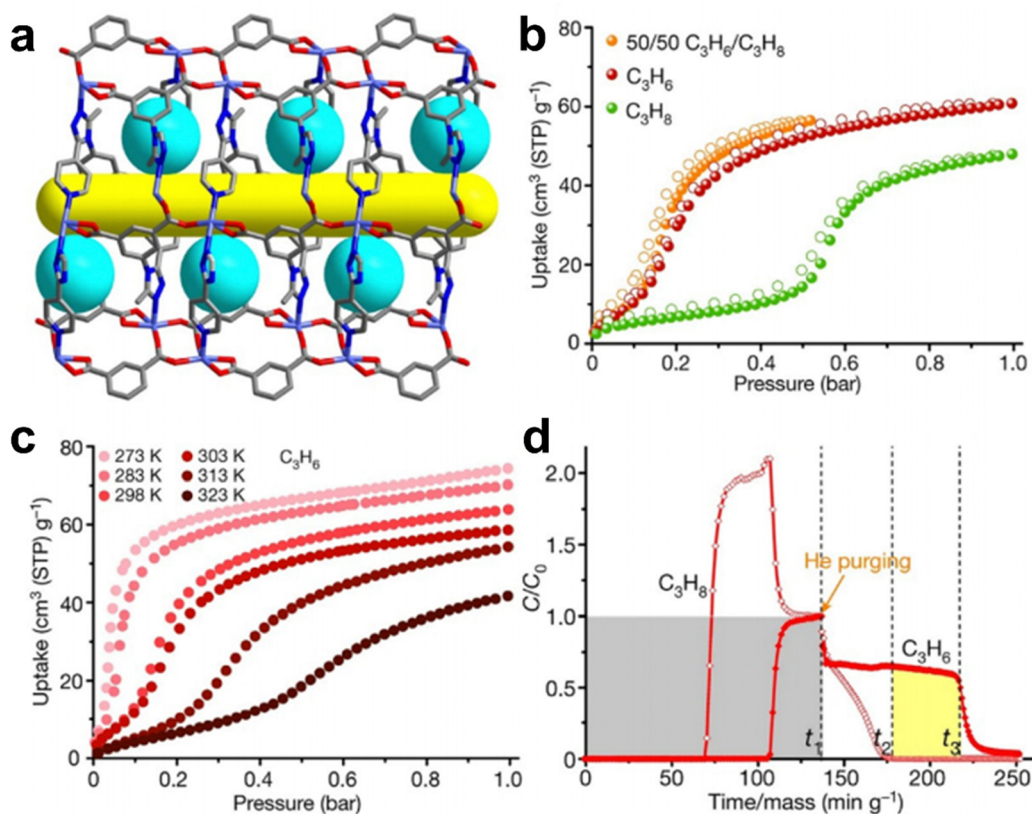 a
b
50/50 C₃H₆/C₃H₈
C₃H₆
C₃H₈
Uptake (cm³ (STP) g⁻¹)
80
60
40
20
0
0
0.2
0.4
0.6
0.8
1.0
Pressure (bar)
c
273 K
303 K
C₃H₆
283 K
313 K
298 K
323 K
Uptake (cm³ (STP) g⁻¹)
80
60
40
20
0
0
0.2
0.4
0.6
0.8
1.0
Pressure (bar)
d
C/C₀
2.0
1.5
1.0
0.5
0
C₃H₈
He purging
C₃H₆
t₁
t₂
t₃
0
50
100
150
200
250
Time/mass (min g⁻¹)